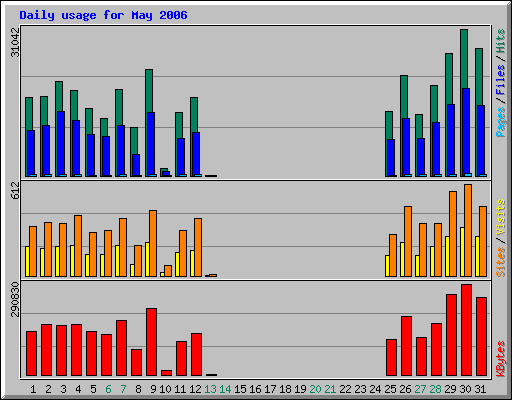 Daily usage for May 2006
31042
Pages / Files / Hits
612
Sites / Visits
290830
KBytes
1 2 3 4 5 6 7 8 9 10 11 12 13 14 15 16 17 18 19 20 21 22 23 24 25 26 27 28 29 30 31